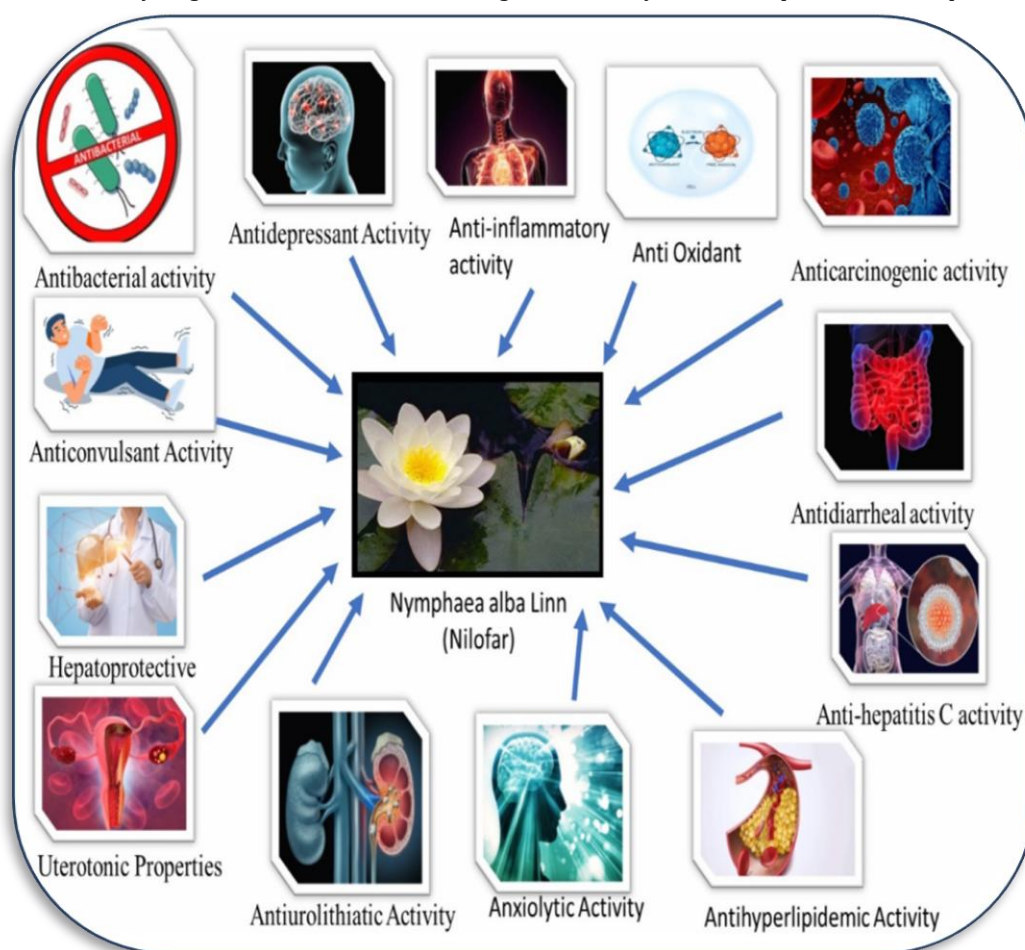 ANTIBACTERIAL
Antibacterial activity
Antidepressant Activity
Anti-inflammatory
activity
Anti Oxidant
Anticarcinogenic activity
Anticonvulsant Activity
Antidiarrheal activity
Nymphaea alba Linn
(Nilofar)
Hepatoprotective
Anti-hepatitis C activity
Uterotonic Properties
Antiurolithiatic Activity
Anxiolytic Activity
Antihyperlipidemic Activity